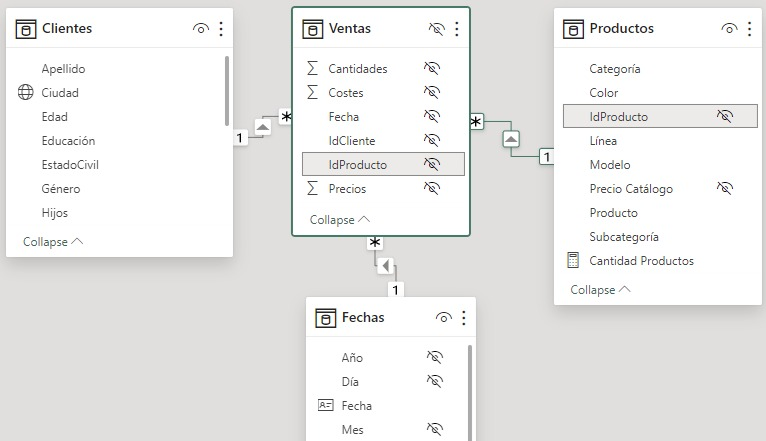 Clientes
Apellido
Ciudad
Edad
Educación
EstadoCivil
Género
Hijos
Collapse
1
*
Ventas
Cantidades
Costes
Fecha
IdCliente
IdProducto
Precios
Collapse
*
1
Productos
Categoría
Color
IdProducto
Línea
Modelo
Precio Catálogo
Producto
Subcategoría
Cantidad Productos
Collapse
*
1
Fechas
Año
Día
Fecha
Mes